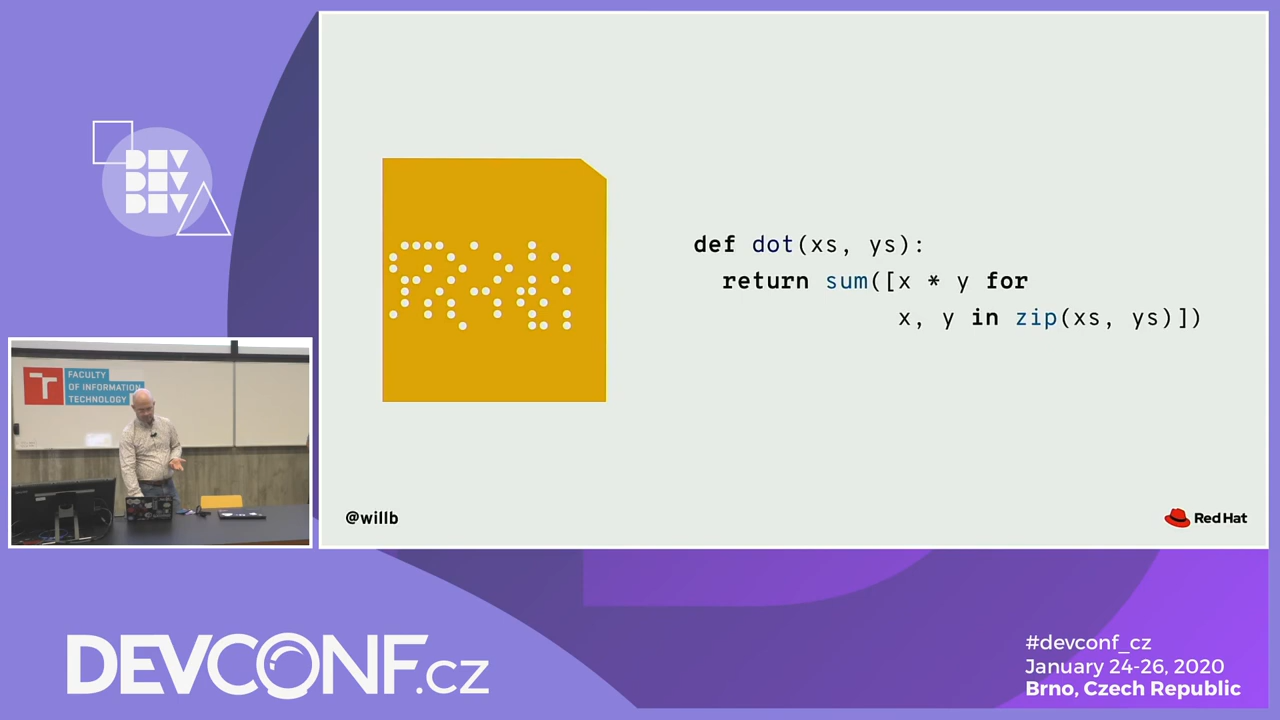 DEV
DEV
DEV
def dot(xs, ys):
return sum([x * y for
x, y in zip(xs, ys)])
@willb
Red Hat
T FACULTY
OF INFORMATION
TECHNOLOGY
DEVCONF.cz
#devconf_cz
January 24-26, 2020
Brno, Czech Republic